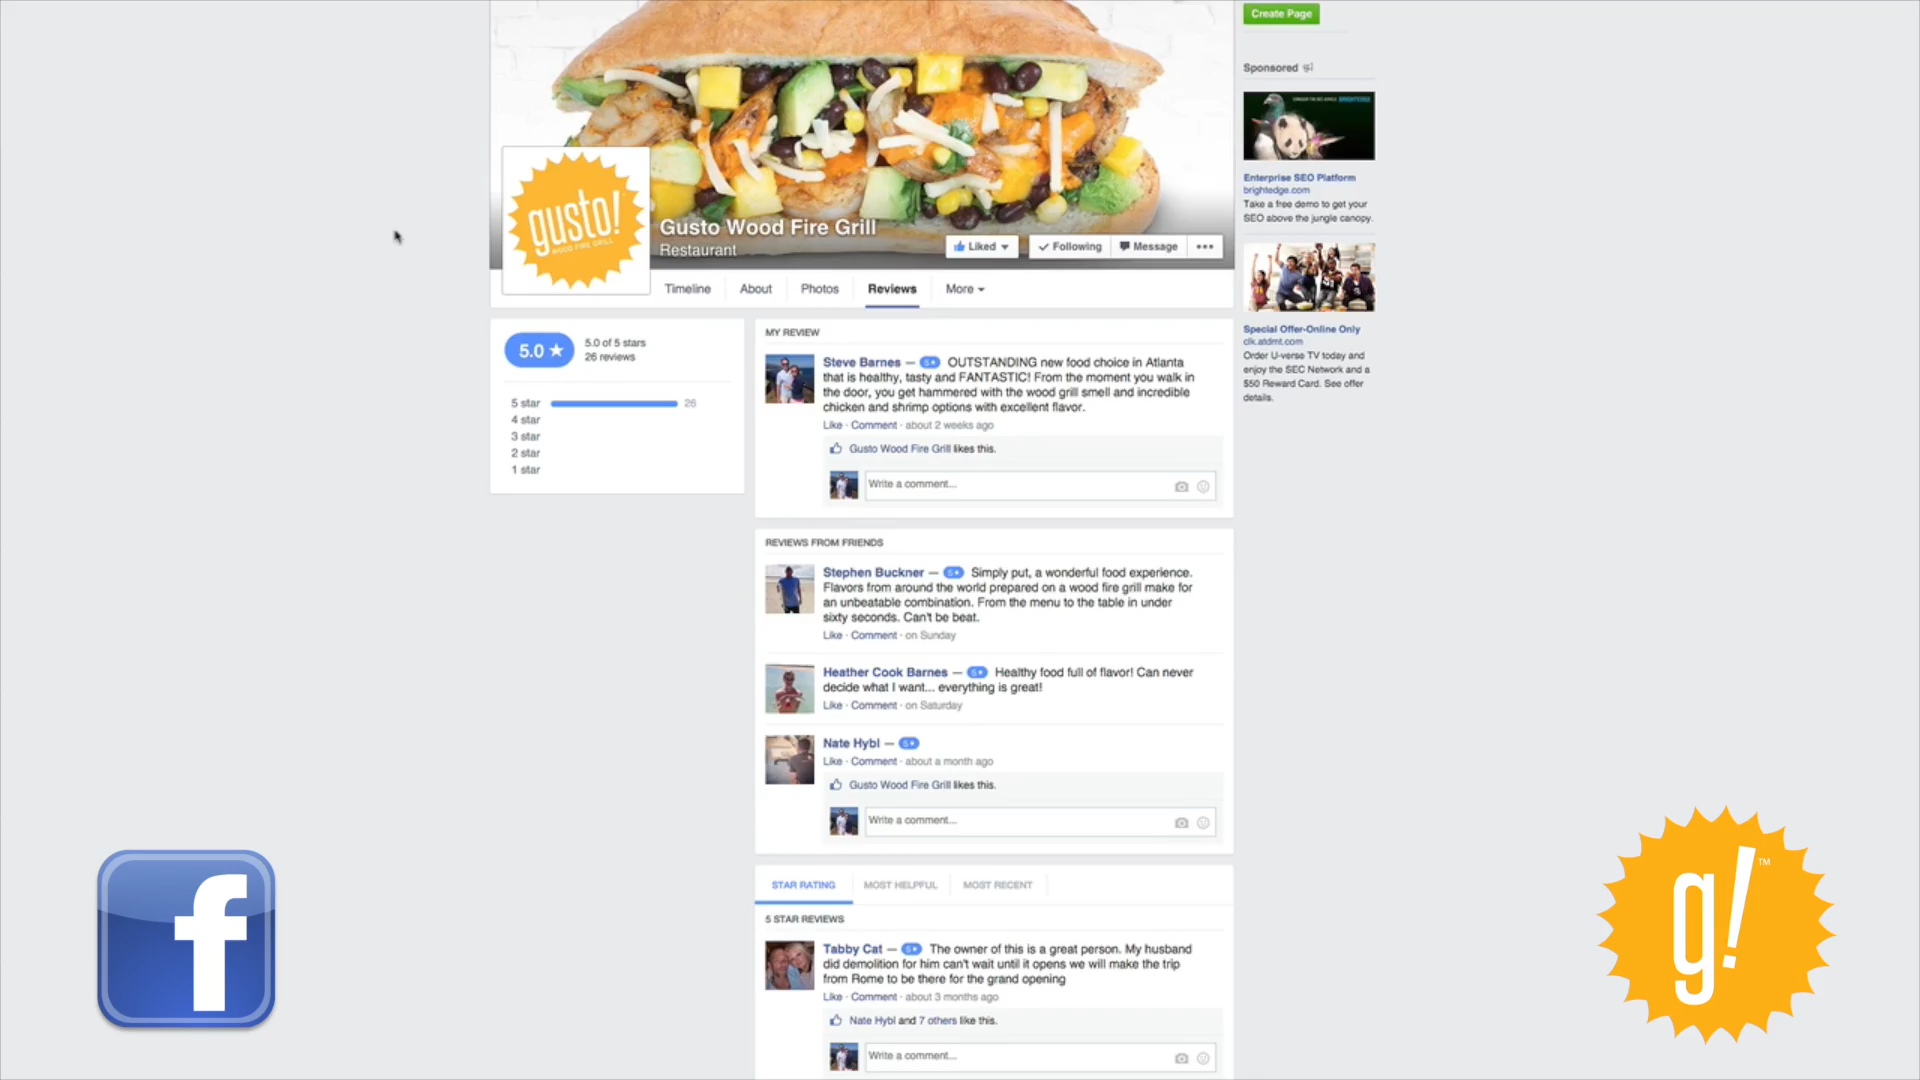 Create Page
Sponsored
CONQUER THE SEO JUNGLE BRIGHTEDGE
Enterprise SEO Platform
brightedge.com
Take a free demo to get your
SEO above the jungle canopy.
Special Offer-Online Only
clk.atdmt.com
Order U-verse TV today and
enjoy the SEC Network and a
$50 Reward Card. See offer
details.
gusto!
WOOD FIRE GRILL
Gusto Wood Fire Grill
Restaurant
Liked
Following
Message
Timeline
About
Photos
Reviews
More
5.0 ★
5.0 of 5 stars
26 reviews
5 star 26
4 star
3 star
2 star
1 star
MY REVIEW
Steve Barnes — 5★ OUTSTANDING new food choice in Atlanta
that is healthy, tasty and FANTASTIC! From the moment you walk in
the door, you get hammered with the wood grill smell and incredible
chicken and shrimp options with excellent flavor.
Like · Comment · about 2 weeks ago
Gusto Wood Fire Grill likes this.
Write a comment...
REVIEWS FROM FRIENDS
Stephen Buckner — 5★ Simply put, a wonderful food experience.
Flavors from around the world prepared on a wood fire grill make for
an unbeatable combination. From the menu to the table in under
sixty seconds. Can't be beat.
Like · Comment · on Sunday
Heather Cook Barnes — 5★ Healthy food full of flavor! Can never
decide what I want... everything is great!
Like · Comment · on Saturday
Nate Hybl — 5★
Like · Comment · about a month ago
Gusto Wood Fire Grill likes this.
Write a comment...
STAR RATING
MOST HELPFUL
MOST RECENT
5 STAR REVIEWS
Tabby Cat — 5★ The owner of this is a great person. My husband
did demolition for him can't wait until it opens we will make the trip
from Rome to be there for the grand opening
Like · Comment · about 3 months ago
Nate Hybl and 7 others like this.
Write a comment...
f
g!™